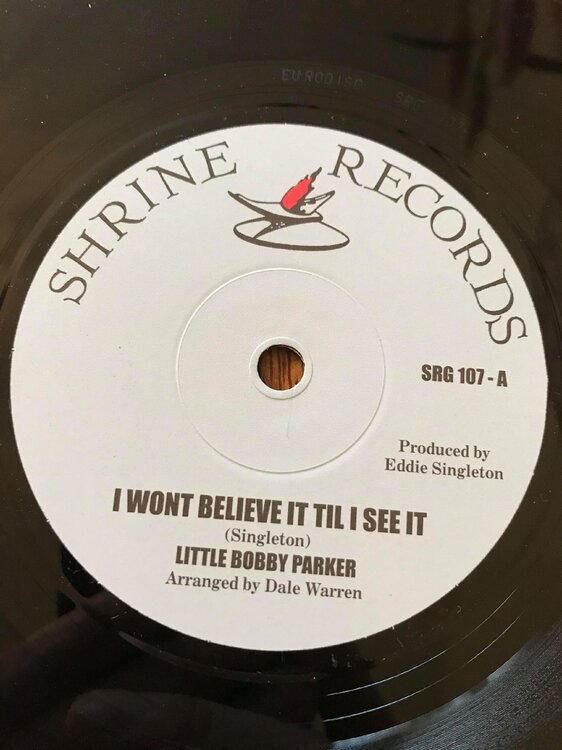 EURODISC
SHRINE RECORDS
SRG 107 - A
Produced by
Eddie Singleton
I WONT BELIEVE IT TIL I SEE IT
(Singleton)
LITTLE BOBBY PARKER
Arranged by Dale Warren